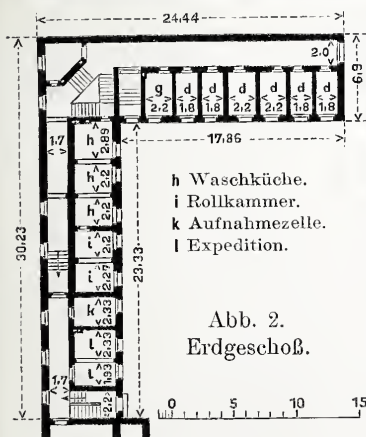 24.44
2.0
6.9
g d d d d d d
2.2 1.8 1.8 2.2 2.2 1.8 1.8
17.86
1.7
h 2.89
h 2.2
h 2.2
i 2.2
i 2.27
k 2.33
l 2.33
l 1.93
2.2
1.7
30.23
23.33
h Waschküche.
i Rollkammer.
k Aufnahmezelle.
l Expedition.
Abb. 2.
Erdgeschoß.
0 5 10 15